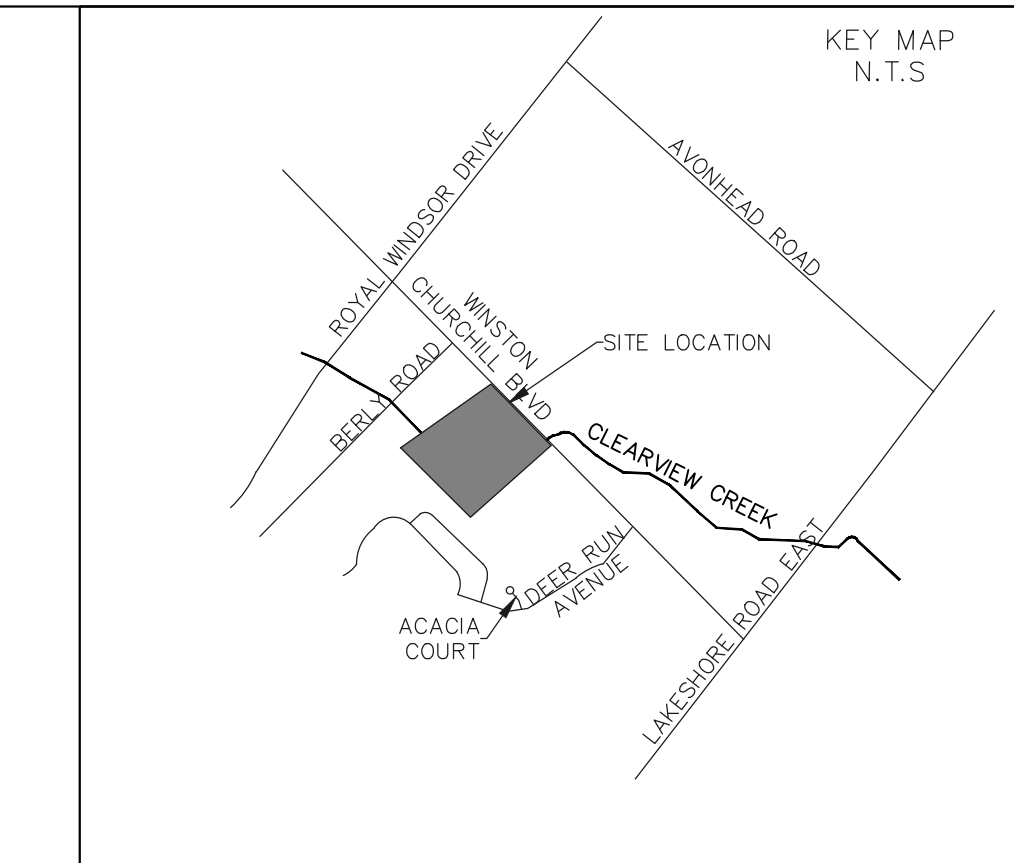 KEY MAP
N.T.S
AVONHEAD ROAD
ROYAL WINDSOR DRIVE
WINSTON
CHURCHILL BLVD
SITE LOCATION
BERLY ROAD
CLEARVIEW CREEK
DEER RUN
AVENUE
ACACIA
COURT
LAKESHORE ROAD EAST